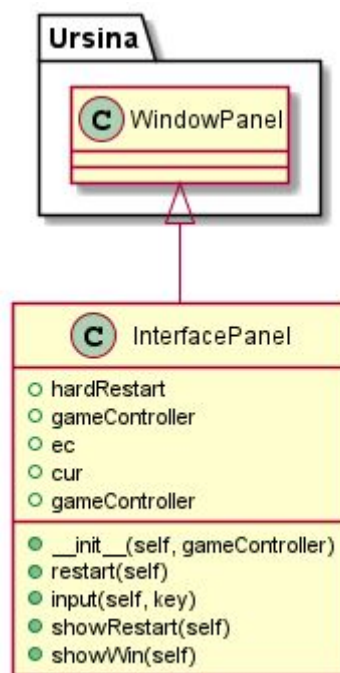 Ursina
C WindowPanel
C InterfacePanel
hardRestart
gameController
ec
cur
gameController
__init__(self, gameController)
restart(self)
input(self, key)
showRestart(self)
showWin(self)